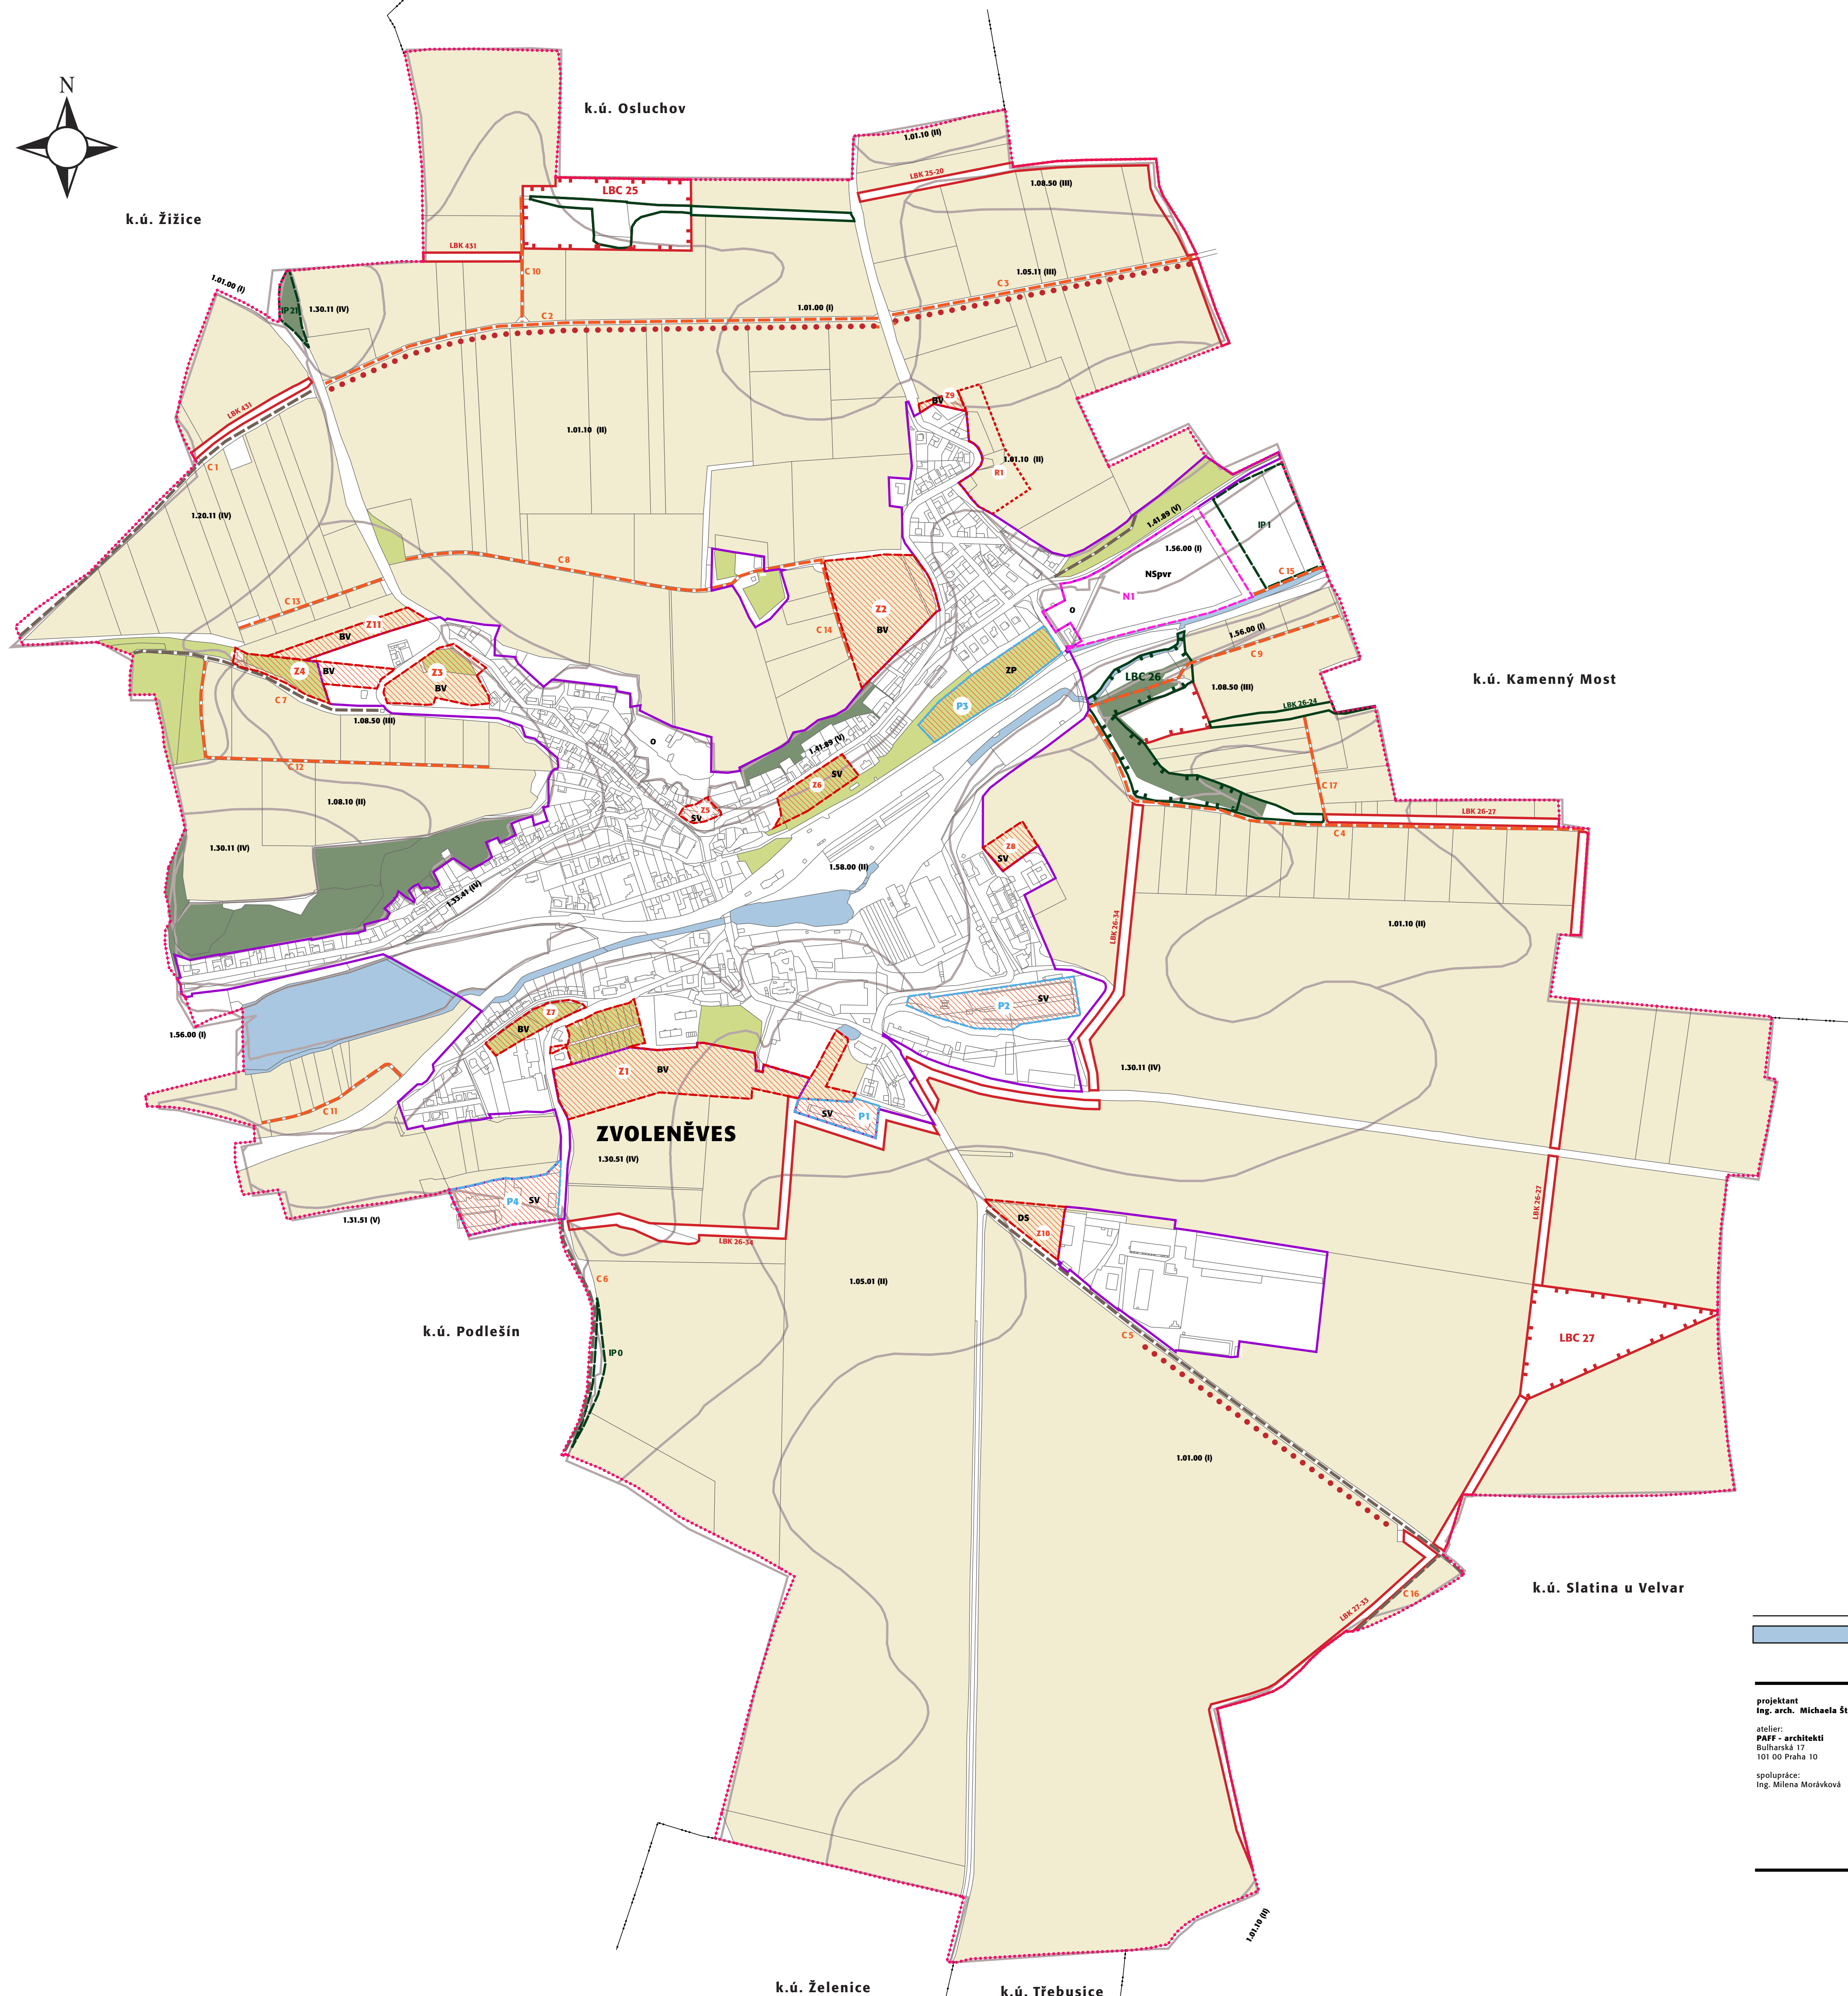 N
k.ú. Osluchov
k.ú. Žižice
1.01.10 (II)
LBK 25-20
1.08.50 (III)
LBC 25
LBK 431
C 10
1.05.11 (III)
C 3
1.01.00 (I)
IP21
1.30.11 (IV)
1.01.00 (I)
C 2
LBK 431
Z9
BV
1.01.10 (II)
1.01.10 (II)
R1
C 1
1.20.11 (IV)
1.41.89 (V)
IP 1
1.56.00 (I)
NSpvr
C 8
C 15
N1
C 13
O
Z2
BV
C 14
Z11
BV
1.56.00 (I)
C 9
Z4
BV
Z3
BV
ZP
LBC 26
1.08.50 (III)
k.ú. Kamenný Most
C 7
P3
LBK 26-24
1.08.50 (III)
O
1.41.89 (V)
C 12
SV
Z6
C 17
1.08.10 (II)
Z5
SV
LBK 26-27
C 4
1.30.11 (IV)
Z8
SV
1.58.00 (II)
1.33.41 (IV)
LBK 26-34
1.01.10 (II)
P2
SV
Z7
BV
1.56.00 (I)
Z1
BV
1.30.11 (IV)
C 11
SV
P1
ZVOLENĚVES
1.30.51 (IV)
P4
SV
LBK 26-27
1.31.51 (V)
DS
Z10
LBK 26-34
C 6
1.05.01 (II)
k.ú. Podlešín
C 5
LBC 27
IP0
1.01.00 (I)
k.ú. Slatina u Velvar
C 16
LBK 27-33
projektant
Ing. arch. Michaela Št
atelier:
PAFF - architekti
Bulharská 17
101 00 Praha 10
spolupráce:
Ing. Milena Morávková
1.01.10 (II)
k.ú. Želenice
k.ú. Třebusice